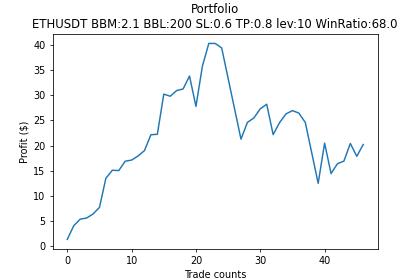 Portfolio
ETHUSDT BBM:2.1 BBL:200 SL:0.6 TP:0.8 lev:10 WinRatio:68.0
40
35
30
25
20
15
10
5
0
Profit ($)
0 10 20 30 40
Trade counts